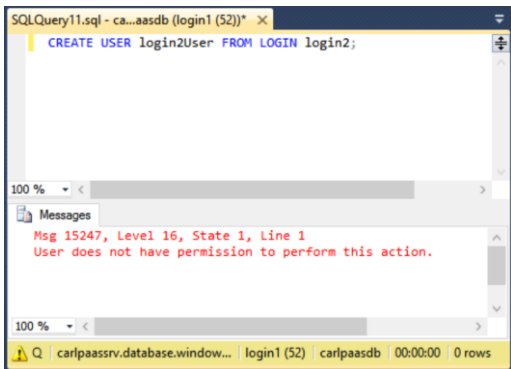 SQLQuery11.sql - ca...aasdb (login1 (52))*
CREATE USER login2User FROM LOGIN login2;
100 %
Messages
Msg 15247, Level 16, State 1, Line 1
User does not have permission to perform this action.
100 %
Q carlpaassrv.database.window... login1 (52) carlpaasdb 00:00:00 0 rows